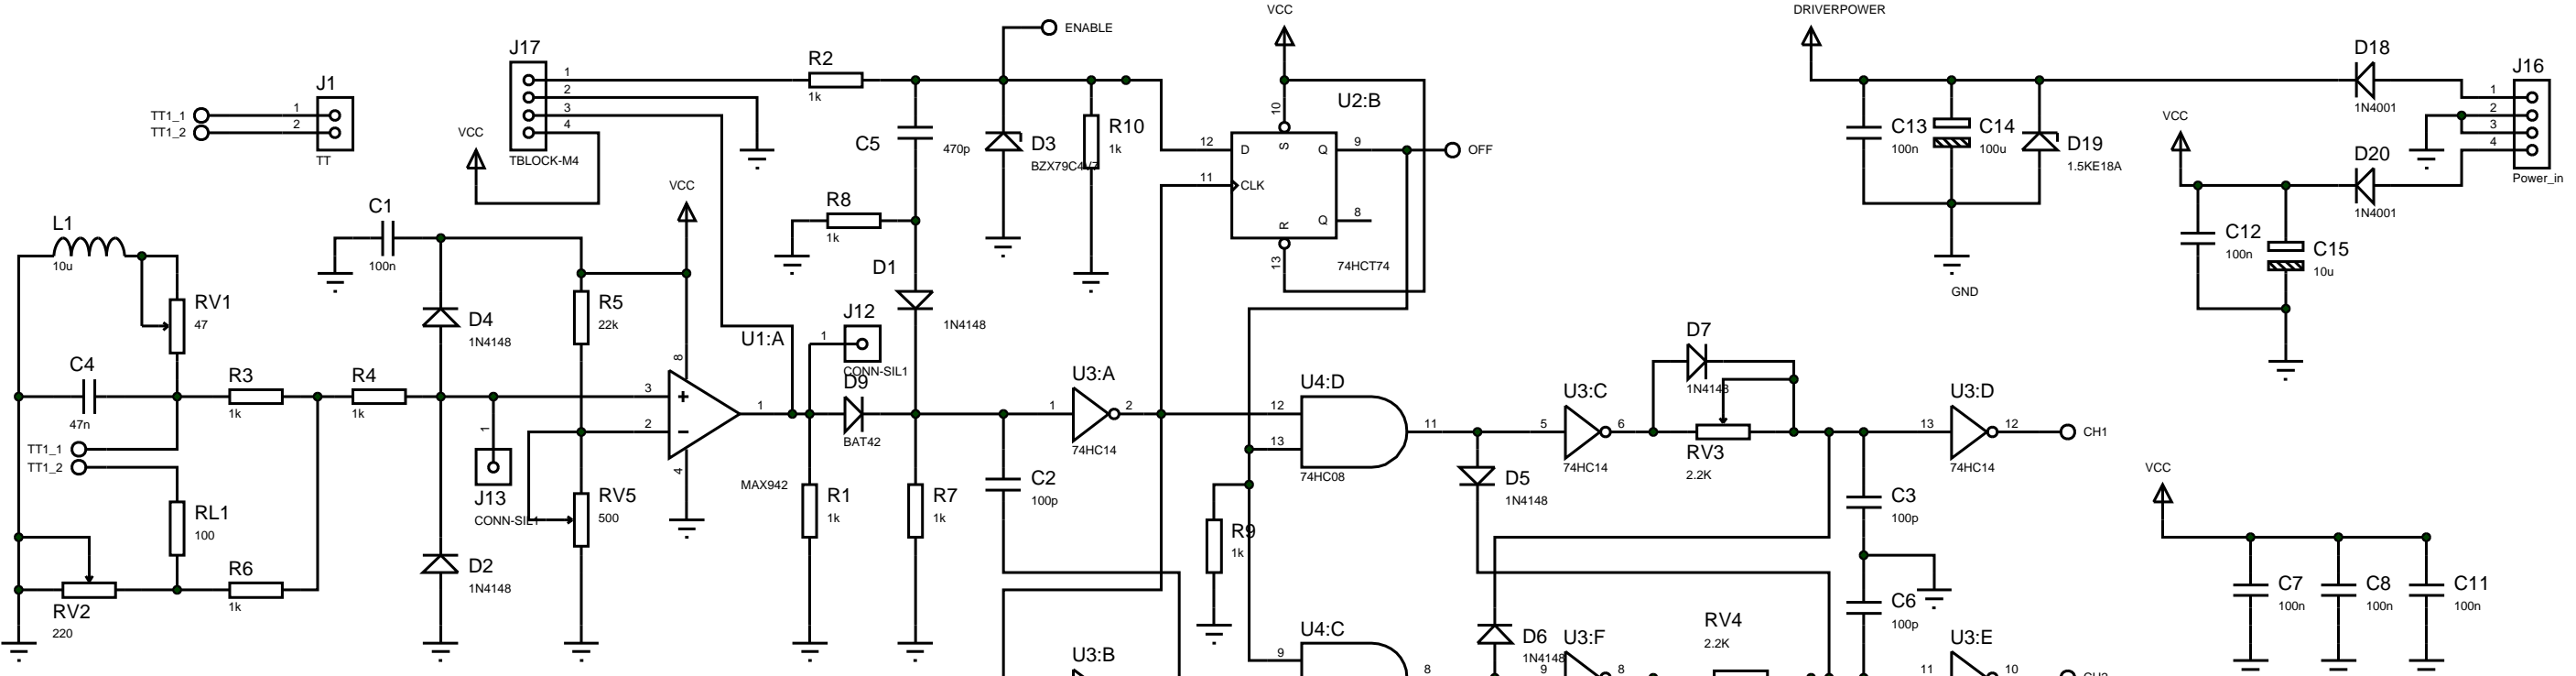 VCC
DRIVERPOWER
ENABLE
J17
R2
D18
J16
J1
1
1k
1N4001
TT1_1 1
TT1_2 2
TT
VCC
1
2
3
4
TBLOCK-M4
C5
470p
D3
BZX79C4V7
R10
1k
10
U2:B
12 D S Q 9
OFF
11 CLK
R Q 8
13
74HCT74
C13
100n
C14
100u
D19
1.5KE18A
VCC
D20
1N4001
1
2
3
4
Power_in
C1
100n
VCC
R8
1k
L1
10u
D1
1N4148
C12
100n
C15
10u
GND
RV1
47
D4
1N4148
R5
22k
U1:A
8
J12
1
CONN-SIL1
D7
1N4148
C4
47n
R3
1k
R4
1k
3
2
1
4
MAX942
D9
BAT42
U3:A
1 2
74HC14
U4:D
12
13
11
74HC08
U3:C
5 6
74HC14
RV3
2.2K
U3:D
13 12
74HC14
CH1
TT1_1
TT1_2
1
J13
CONN-SIL1
RV5
500
R1
1k
R7
1k
C2
100p
D5
1N4148
C3
100p
VCC
RL1
100
R9
1k
D2
1N4148
R6
1k
RV2
220
C6
100p
C7
100n
C8
100n
C11
100n
U3:B
U4:C
9
8
D6
1N4148
U3:F
9 8
RV4
2.2K
U3:E
11 10